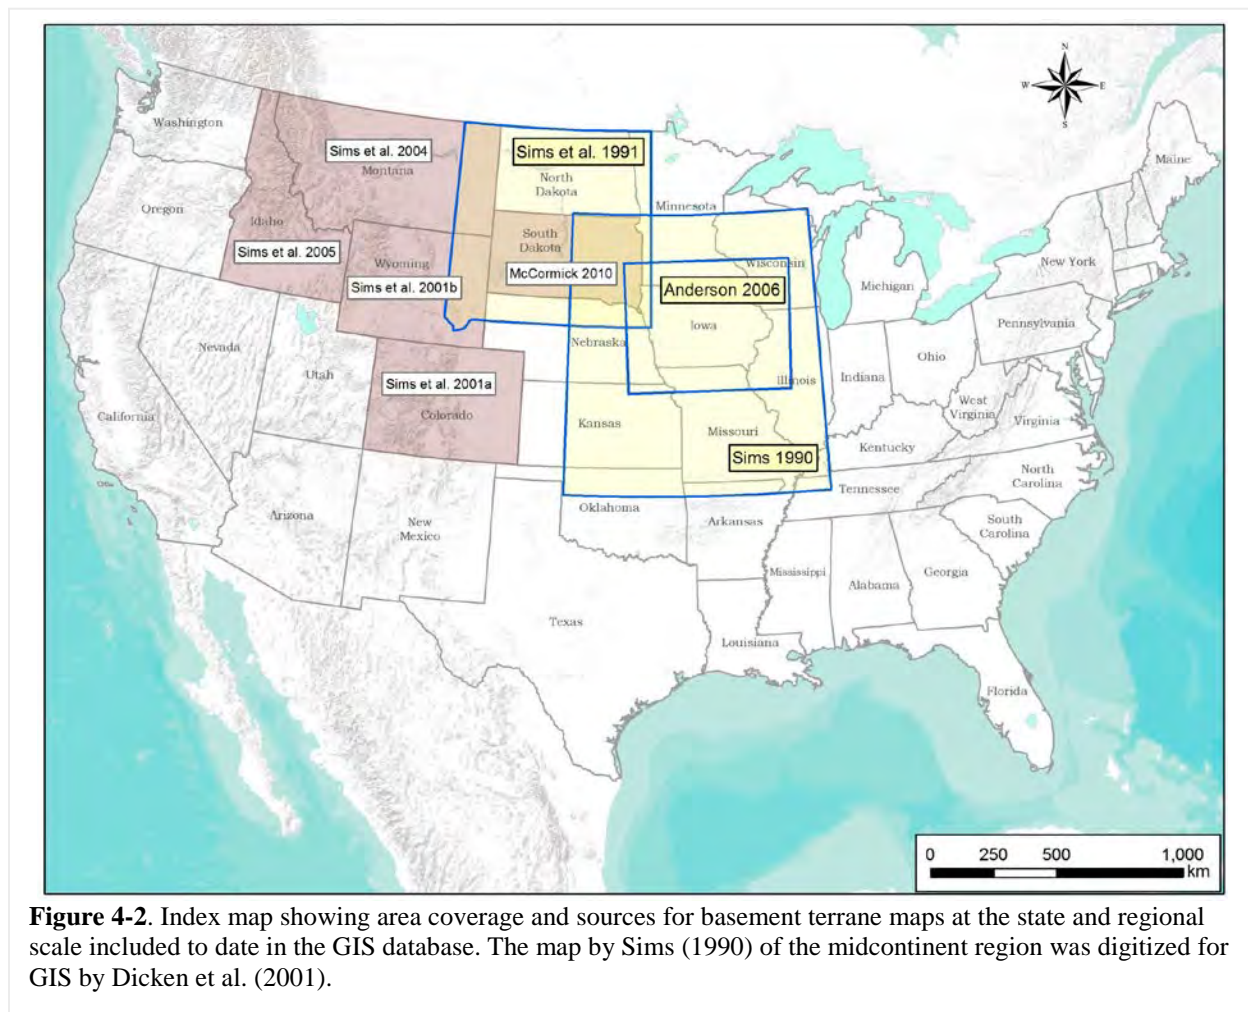 N
W E
S
Washington
Maine
Sims et al. 2004
Sims et al. 1991
Montana
North
Dakota
Oregon
Minnesota
Idaho
South
Dakota
Sims et al. 2005
Wyoming
McCormick 2010
Wisconsin
New York
Sims et al. 2001b
Anderson 2006
Michigan
Pennsylvania
Iowa
Nebraska
Nevada
Ohio
Utah
Illinois
Indiana
Sims et al. 2001a
California
Colorado
West
Virginia
Virginia
Kansas
Missouri
Kentucky
Sims 1990
North
Carolina
Tennessee
Oklahoma
Arizona
New
Mexico
Arkansas
South
Carolina
Mississippi
Alabama
Georgia
Texas
Louisiana
Florida
0 250 500 1,000
km
Figure 4-2. Index map showing area coverage and sources for basement terrane maps at the state and regional
scale included to date in the GIS database. The map by Sims (1990) of the midcontinent region was digitized for
GIS by Dicken et al. (2001).